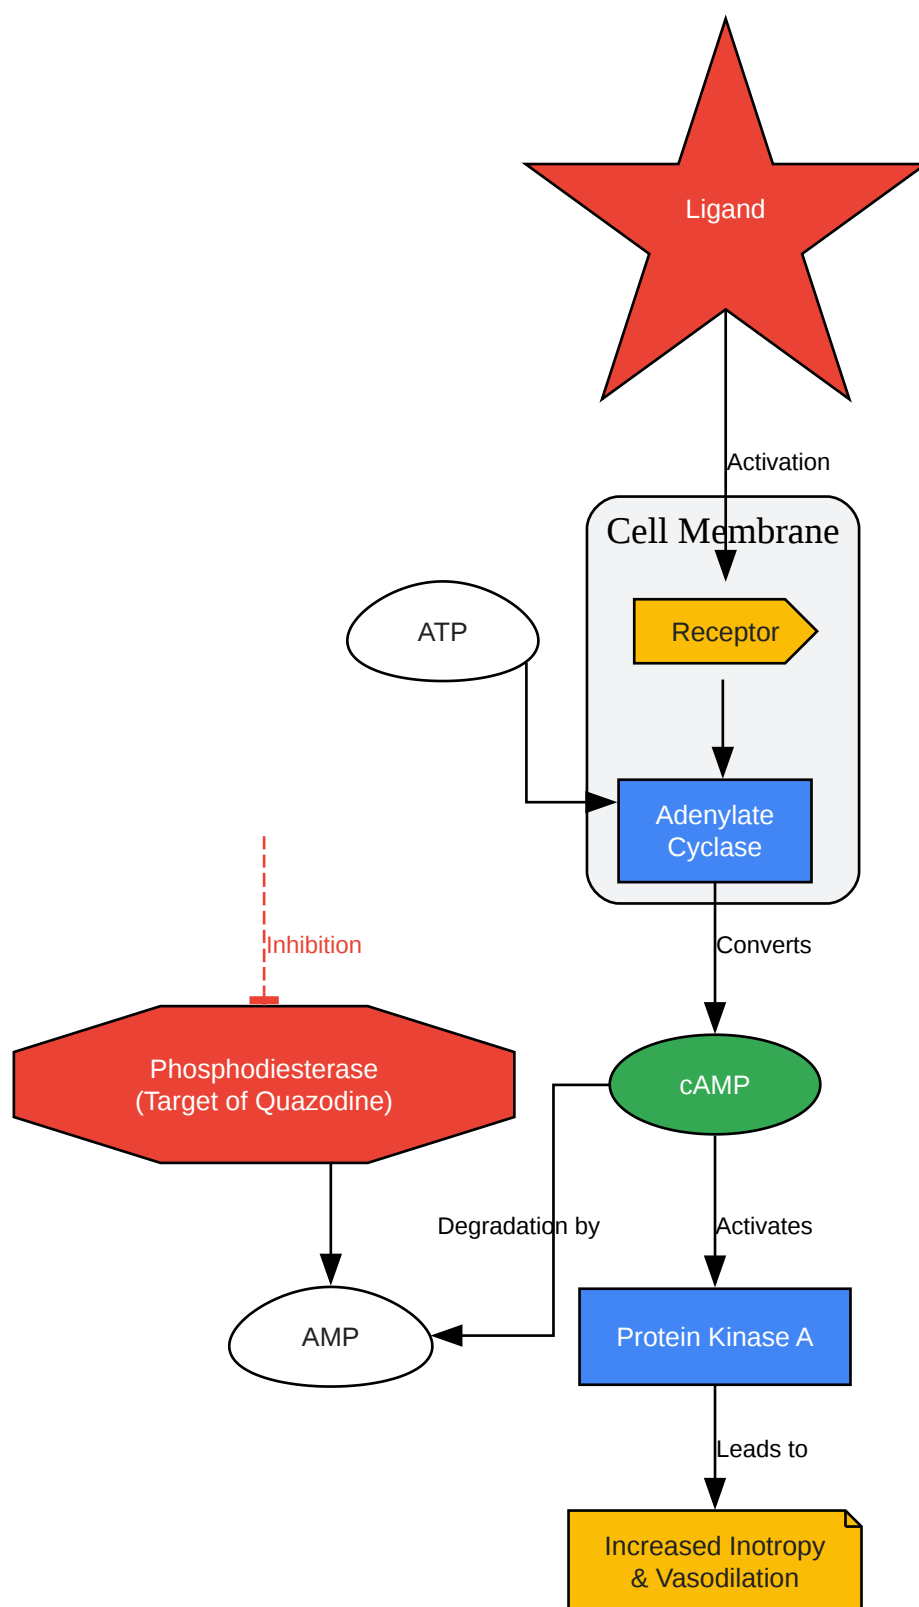 Ligand
Activation
Cell Membrane
Receptor
ATP
Adenylate
Cyclase
Inhibition
Converts
Phosphodiesterase
(Target of Quazodine)
cAMP
Degradation by
Activates
AMP
Protein Kinase A
Leads to
Increased Inotropy
& Vasodilation